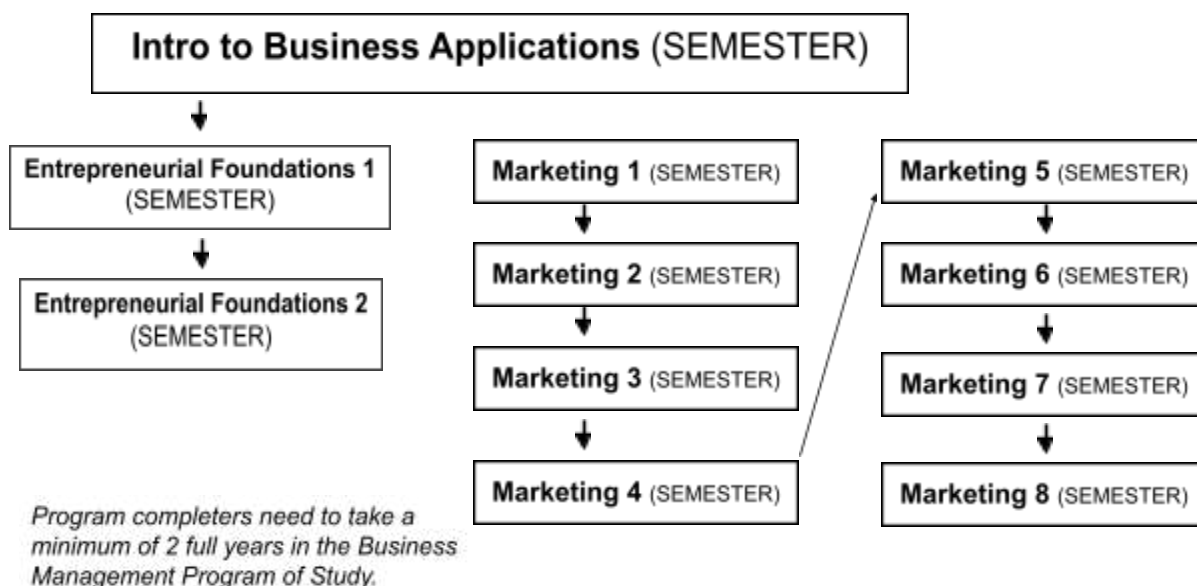 Intro to Business Applications (SEMESTER)
Entrepreneurial Foundations 1
(SEMESTER)
Entrepreneurial Foundations 2
(SEMESTER)
Marketing 1 (SEMESTER)
Marketing 2 (SEMESTER)
Marketing 3 (SEMESTER)
Marketing 4 (SEMESTER)
Marketing 5 (SEMESTER)
Marketing 6 (SEMESTER)
Marketing 7 (SEMESTER)
Marketing 8 (SEMESTER)
Program completers need to take a
minimum of 2 full years in the Business
Management Program of Study.